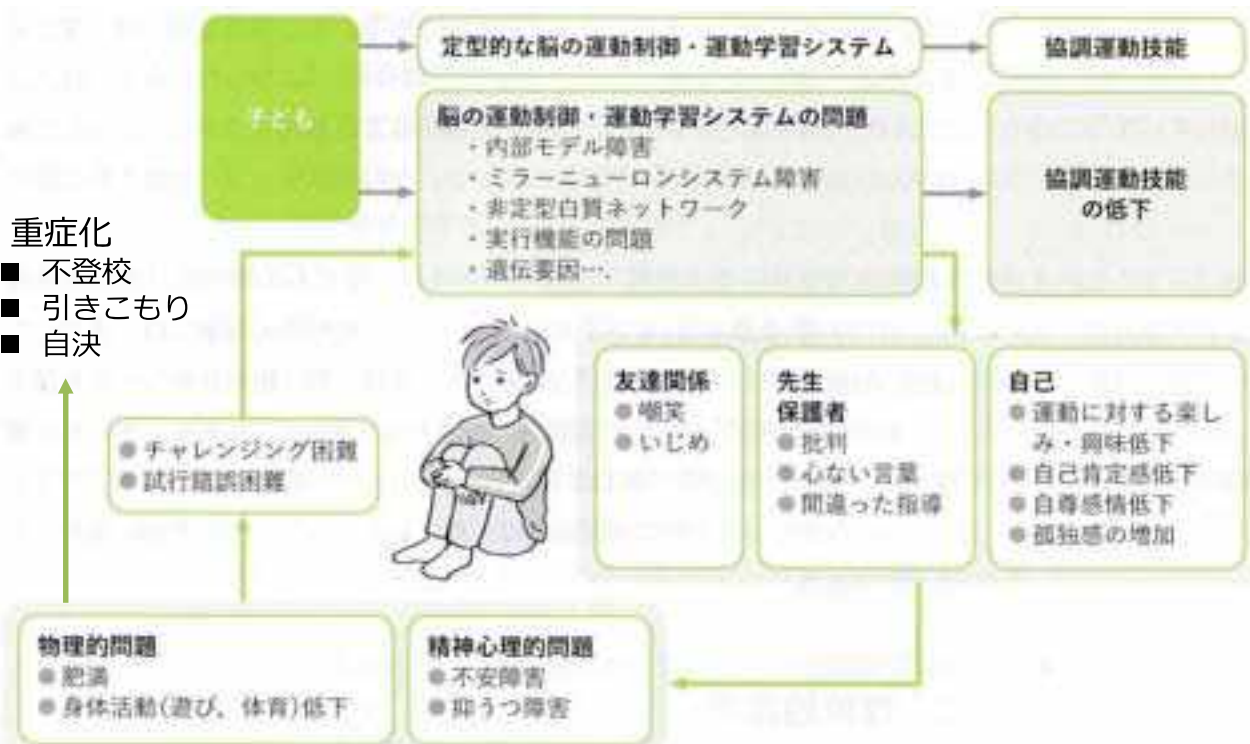 子ども
定型的な脳の運動制御・運動学習システム
協調運動技能
脳の運動制御・運動学習システムの問題
・内部モデル障害
・ミラーニューロンシステム障害
・非定型白質ネットワーク
・実行機能の問題
・遺伝要因….
協調運動技能
の低下
重症化
■ 不登校
■ 引きこもり
■ 自決
●チャレンジング困難
●試行錯誤困難
友達関係
●嘲笑
●いじめ
先生
保護者
●批判
●心ない言葉
●間違った指導
自己
●運動に対する楽し
み・興味低下
●自己肯定感低下
●自尊感情低下
●孤独感の増加
物理的問題
●肥満
●身体活動(遊び、体育)低下
精神心理的問題
●不安障害
●抑うつ障害